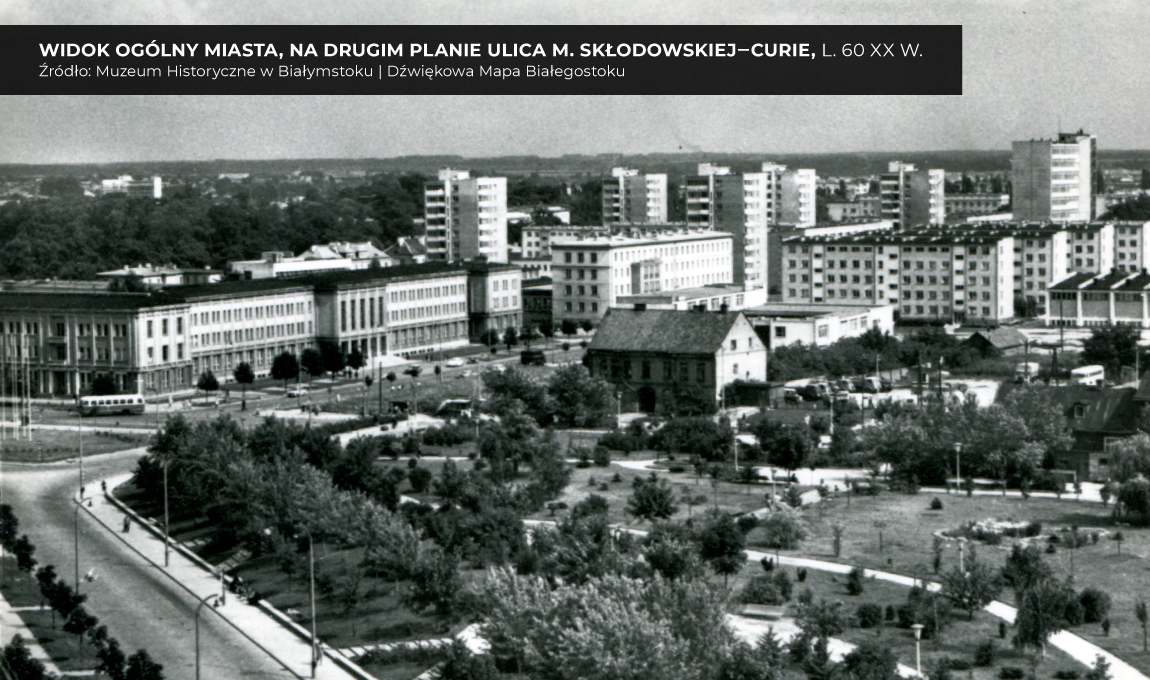 WIDOK OGÓLNY MIASTA, NA DRUGIM PLANIE ULICA M. SKŁODOWSKIEJ–CURIE, L. 60 XX W.
Źródło: Muzeum Historyczne w Białymstoku | Dźwiękowa Mapa Białegostoku